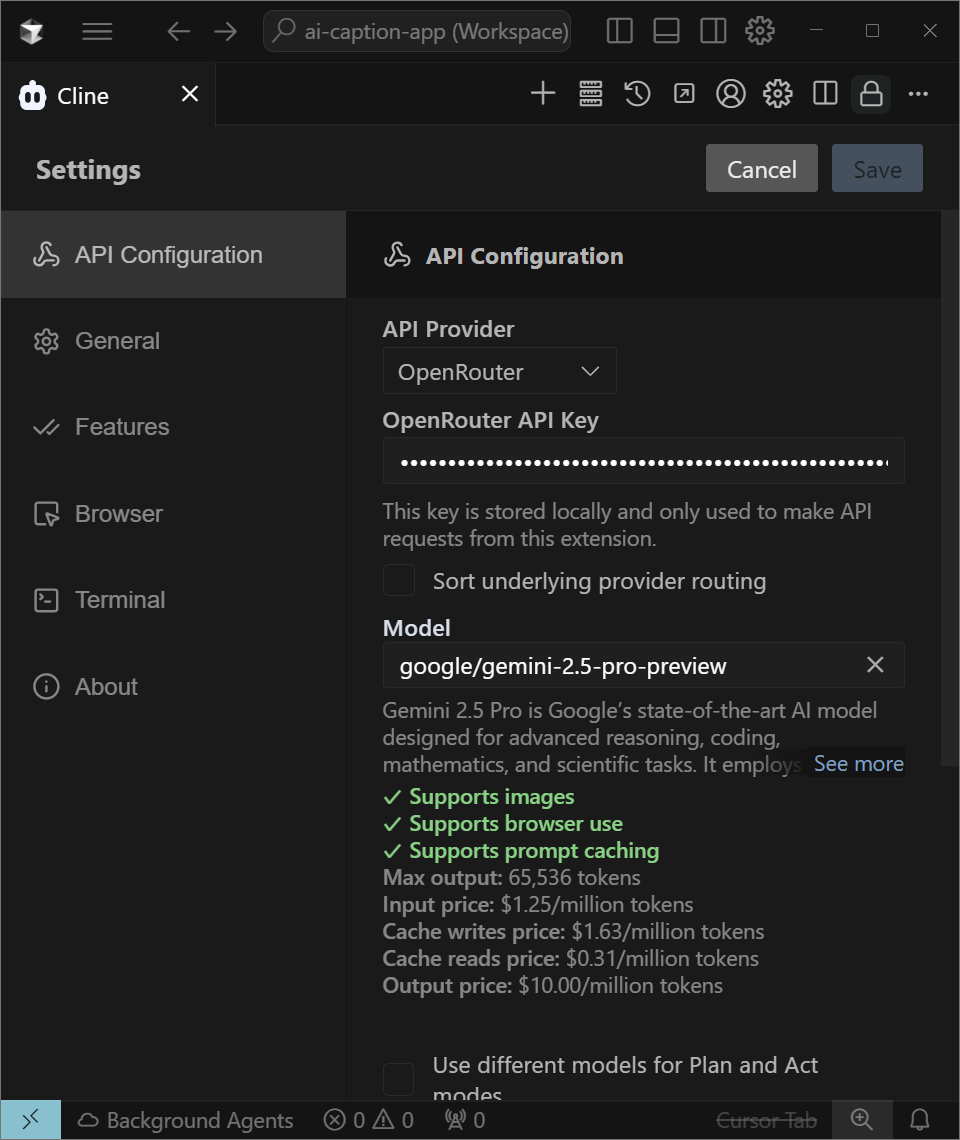 ai-caption-app (Workspace)
Cline
Settings
Cancel
Save
API Configuration
General
Features
Browser
Terminal
About
API Configuration
API Provider
OpenRouter
OpenRouter API Key
••••••••••••••••••••••••••••••••••••••••••••••••••••
This key is stored locally and only used to make API
requests from this extension.
Sort underlying provider routing
Model
google/gemini-2.5-pro-preview
Gemini 2.5 Pro is Google’s state-of-the-art AI model
designed for advanced reasoning, coding,
mathematics, and scientific tasks. It employs See more
✓ Supports images
✓ Supports browser use
✓ Supports prompt caching
Max output: 65,536 tokens
Input price: $1.25/million tokens
Cache writes price: $1.63/million tokens
Cache reads price: $0.31/million tokens
Output price: $10.00/million tokens
Use different models for Plan and Act
modes
Background Agents 0 0 0 Cursor Tab